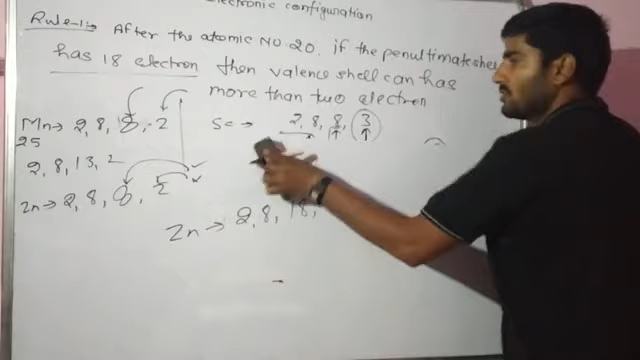 Electronic configuration
Rule-1:- After the atomic NO. 20. if the penultimate shell
has 18 electron then valence shell can has
more than two electron
Mn→ 2, 8, 8, 2
25
2, 8, 13, 2
Zn→ 2, 8, 8, 2
Sc→ 2, 8, 8, 3
Zn→ 2, 8, 18,